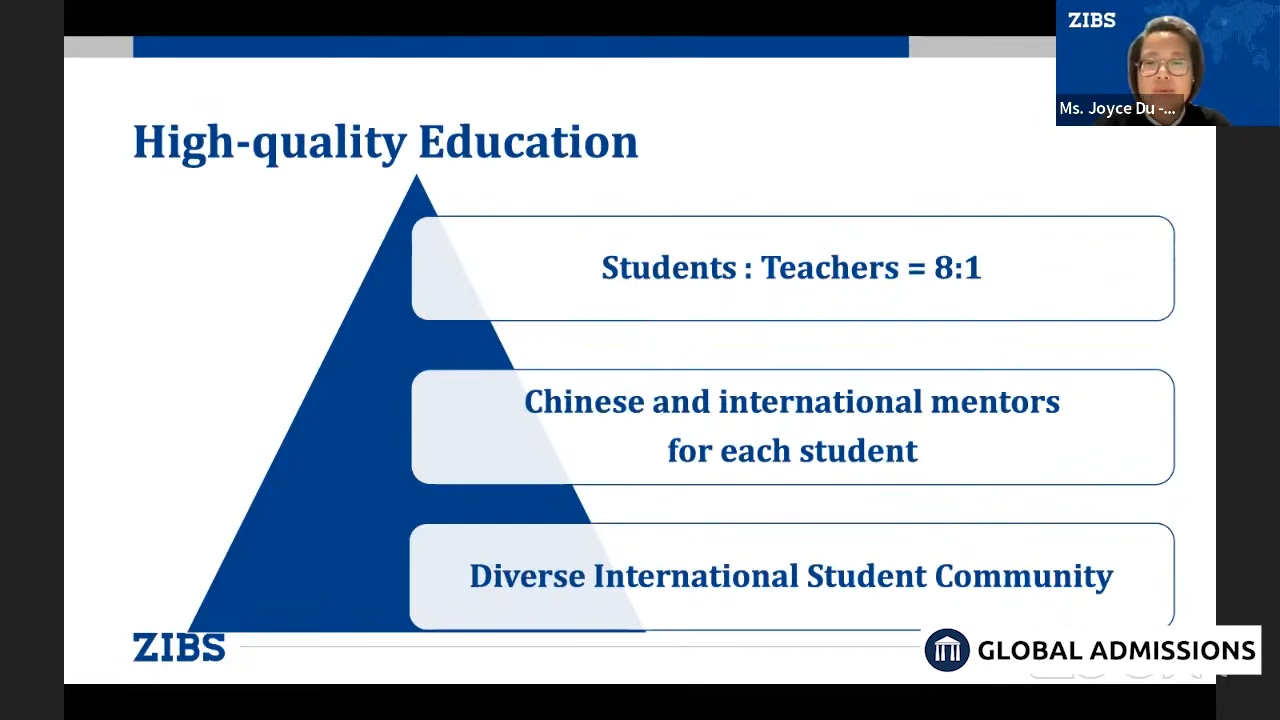 ZIBS
Ms. Joyce Du -...
High-quality Education
Students : Teachers = 8:1
Chinese and international mentors
for each student
Diverse International Student Community
ZIBS
GLOBAL ADMISSIONS